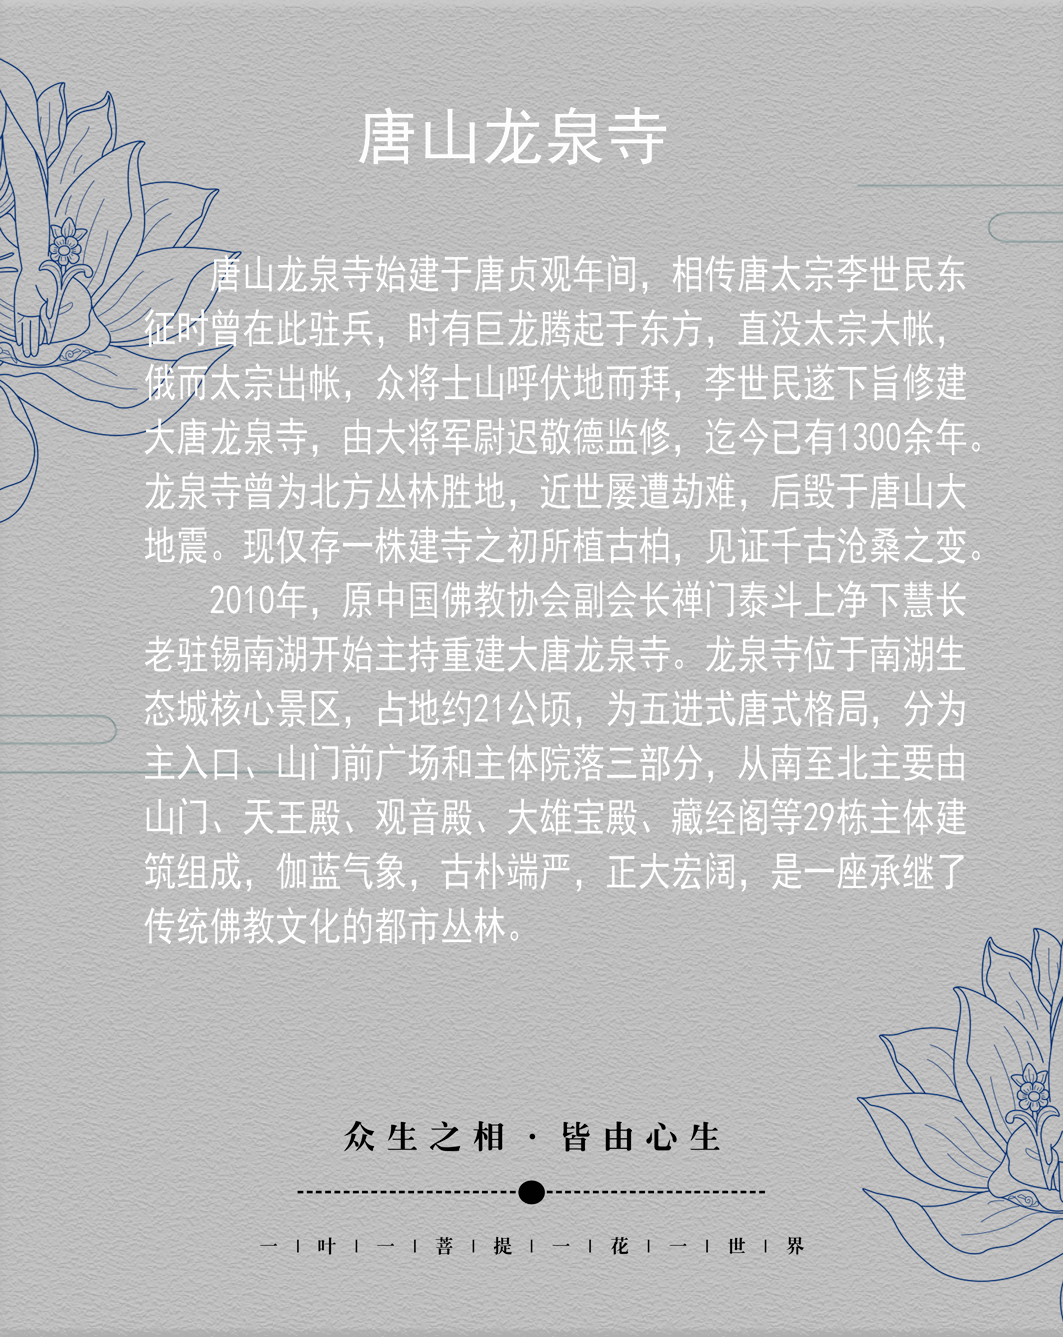 唐山龙泉寺
唐山龙泉寺始建于唐贞观年间，相传唐太宗李世民东
征时曾在此驻兵，时有巨龙腾起于东方，直没太宗大帐，
俄而太宗出帐，众将士山呼伏地而拜，李世民遂下旨修建
大唐龙泉寺，由大将军尉迟敬德监修，迄今已有1300余年。
龙泉寺曾为北方丛林胜地，近世屡遭劫难，后毁于唐山大
地震。现仅存一株建寺之初所植古柏，见证千古沧桑之变。
2010年，原中国佛教协会副会长禅门泰斗上净下慧长
老驻锡南湖开始主持重建大唐龙泉寺。龙泉寺位于南湖生
态城核心景区，占地约21公顷，为五进式唐式格局，分为
主入口、山门前广场和主体院落三部分，从南至北主要由
山门、天王殿、观音殿、大雄宝殿、藏经阁等29栋主体建
筑组成，伽蓝气象，古朴端严，正大宏阔，是一座承继了
传统佛教文化的都市丛林。
众生之相·皆由心生
一|叶|一|菩|提|一|花|一|世|界